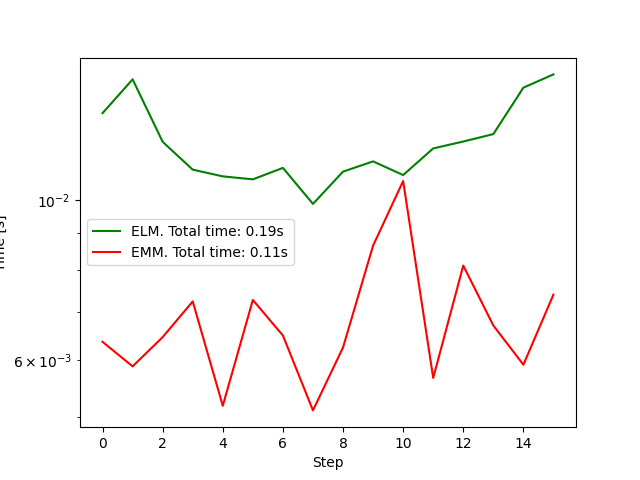 10⁻²
6 × 10⁻³
Time [s]
ELM. Total time: 0.19s
EMM. Total time: 0.11s
0 2 4 6 8 10 12 14
Step